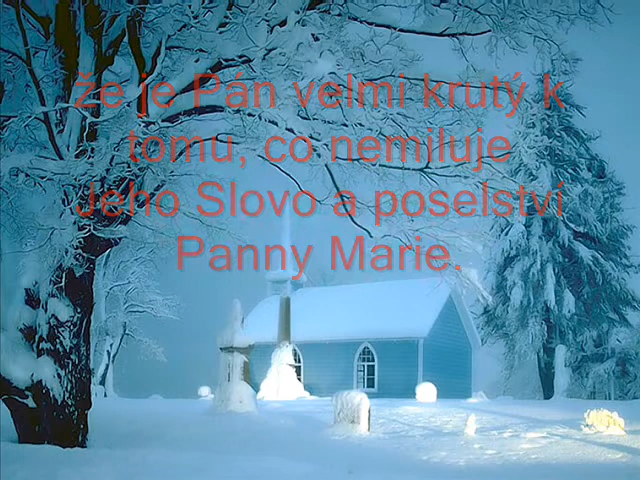 že je Pán velmi krutý k
tomu, co nemiluje
Jeho Slovo a poselství
Panny Marie.